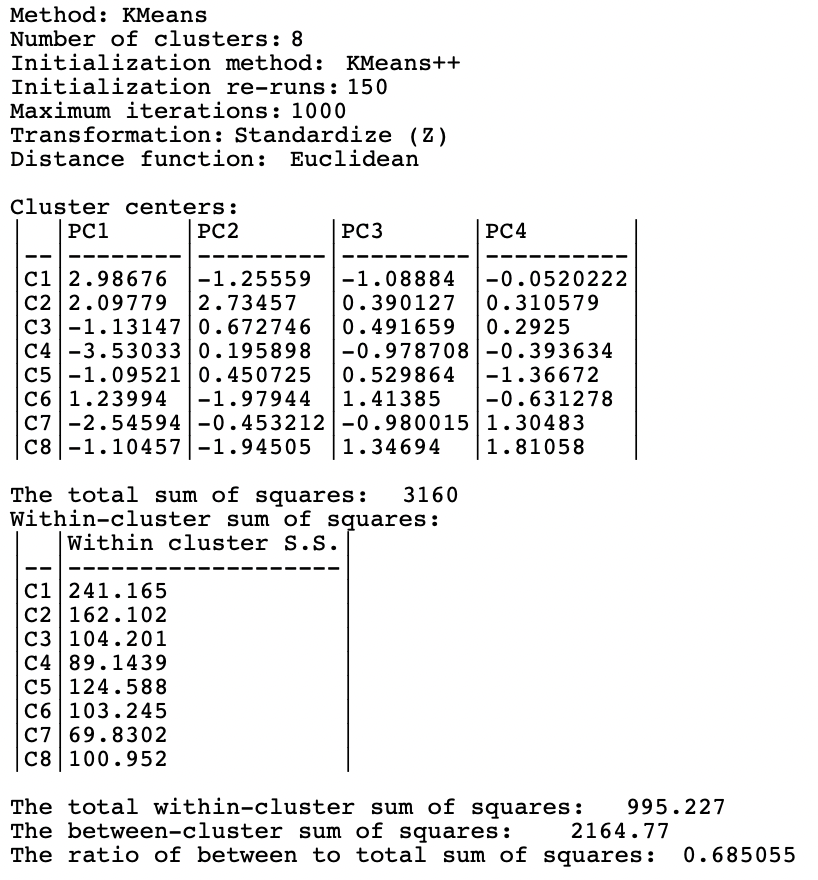 Method: KMeans
Number of clusters: 8
Initialization method:  KMeans++
Initialization re-runs: 150
Maximum iterations: 1000
Transformation: Standardize (Z)
Distance function:  Euclidean

Cluster centers:
|  |PC1     |PC2      |PC3      |PC4       |
|--|--------|---------|---------|----------|
|C1|2.98676 |-1.25559 |-1.08884 |-0.0520222|
|C2|2.09779 |2.73457  |0.390127 |0.310579  |
|C3|-1.13147|0.672746 |0.491659 |0.2925    |
|C4|-3.53033|0.195898 |-0.978708|-0.393634 |
|C5|-1.09521|0.450725 |0.529864 |-1.36672  |
|C6|1.23994 |-1.97944 |1.41385  |-0.631278 |
|C7|-2.54594|-0.453212|-0.980015|1.30483   |
|C8|-1.10457|-1.94505 |1.34694  |1.81058   |

The total sum of squares:  3160
Within-cluster sum of squares:
|  |Within cluster S.S.|
|--|-------------------|
|C1|241.165            |
|C2|162.102            |
|C3|104.201            |
|C4|89.1439            |
|C5|124.588            |
|C6|103.245            |
|C7|69.8302            |
|C8|100.952            |

The total within-cluster sum of squares:  995.227
The between-cluster sum of squares:  2164.77
The ratio of between to total sum of squares:  0.685055